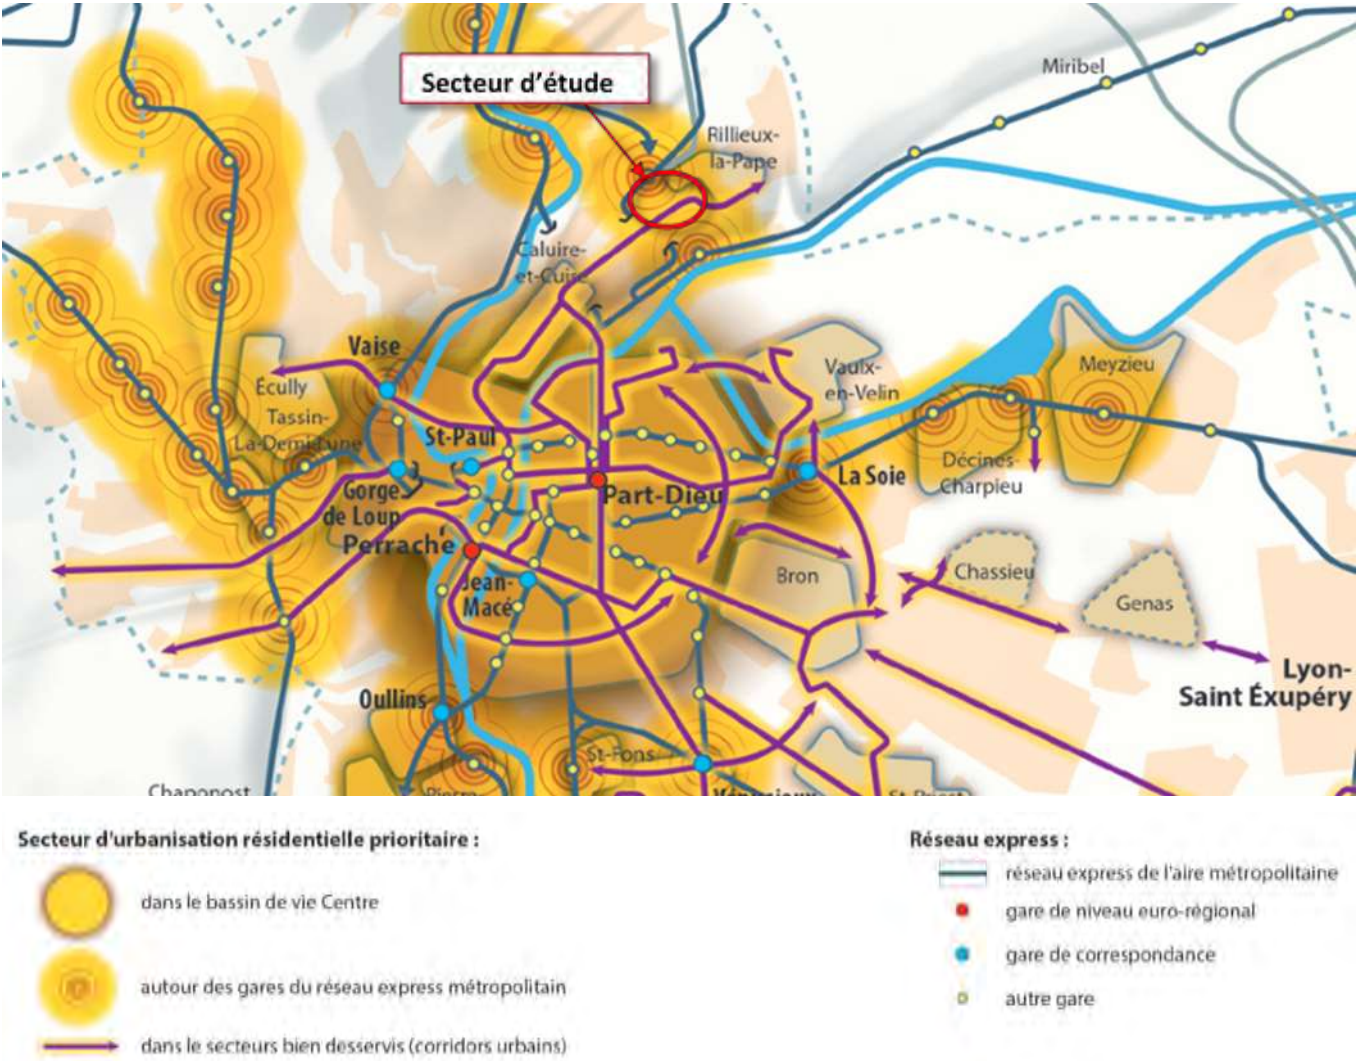 Secteur d'étude
Miribel
Rillieux-
la-Pape
Caluire-
et-Cuire
Vaise
Écully
Tassin-
La-Demi-Lune
St-Paul
Gorge
de Loup
Perrache
Part-Dieu
Jean-
Macé
Vaulx-
en-Velin
Meyzieu
La Soie
Décines-
Charpieu
Bron
Chassieu
Genas
Lyon-
Saint Éxupéry
Oullins
St-Fons
Chaponost
Pierre-
Vénissieux
St-Priest
Secteur d'urbanisation résidentielle prioritaire :
dans le bassin de vie Centre
autour des gares du réseau express métropolitain
dans le secteurs bien desservis (corridors urbains)
Réseau express :
réseau express de l'aire métropolitaine
gare de niveau euro-régional
gare de correspondance
autre gare